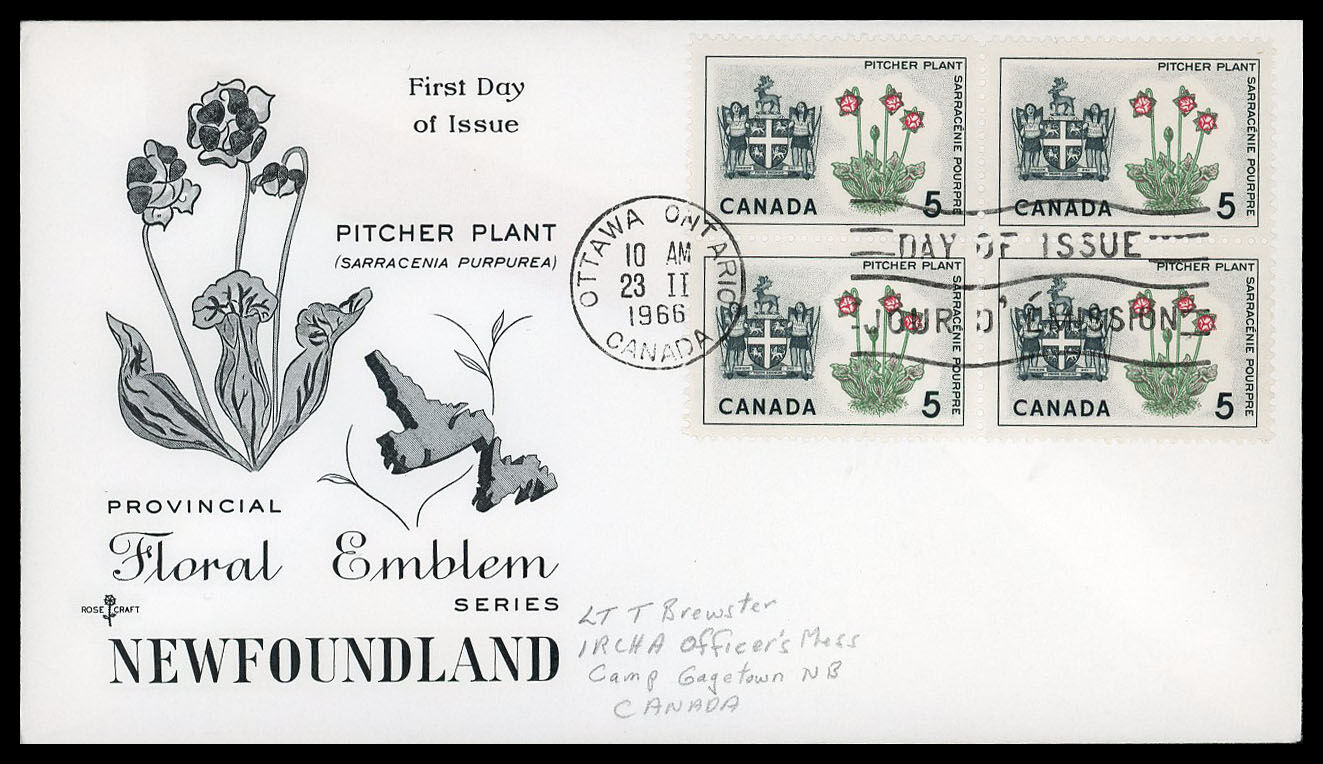 First Day
of Issue
PITCHER PLANT
(SARRACENIA PURPUREA)
PROVINCIAL
Floral Emblem
SERIES
ROSE CRAFT
NEWFOUNDLAND
OTTAWA ONTARIO
10 AM
23 II
1966
CANADA
PITCHER PLANT
SARRACÉNIE POURPRE
CANADA 5
PITCHER PLANT
SARRACÉNIE POURPRE
CANADA 5
DAY OF ISSUE
JOUR D'ÉMISSION
PITCHER PLANT
SARRACÉNIE POURPRE
CANADA 5
PITCHER PLANT
SARRACÉNIE POURPRE
CANADA 5
LT T Brewster
1RCHA Officer's Mess
Camp Gagetown NB
CANADA